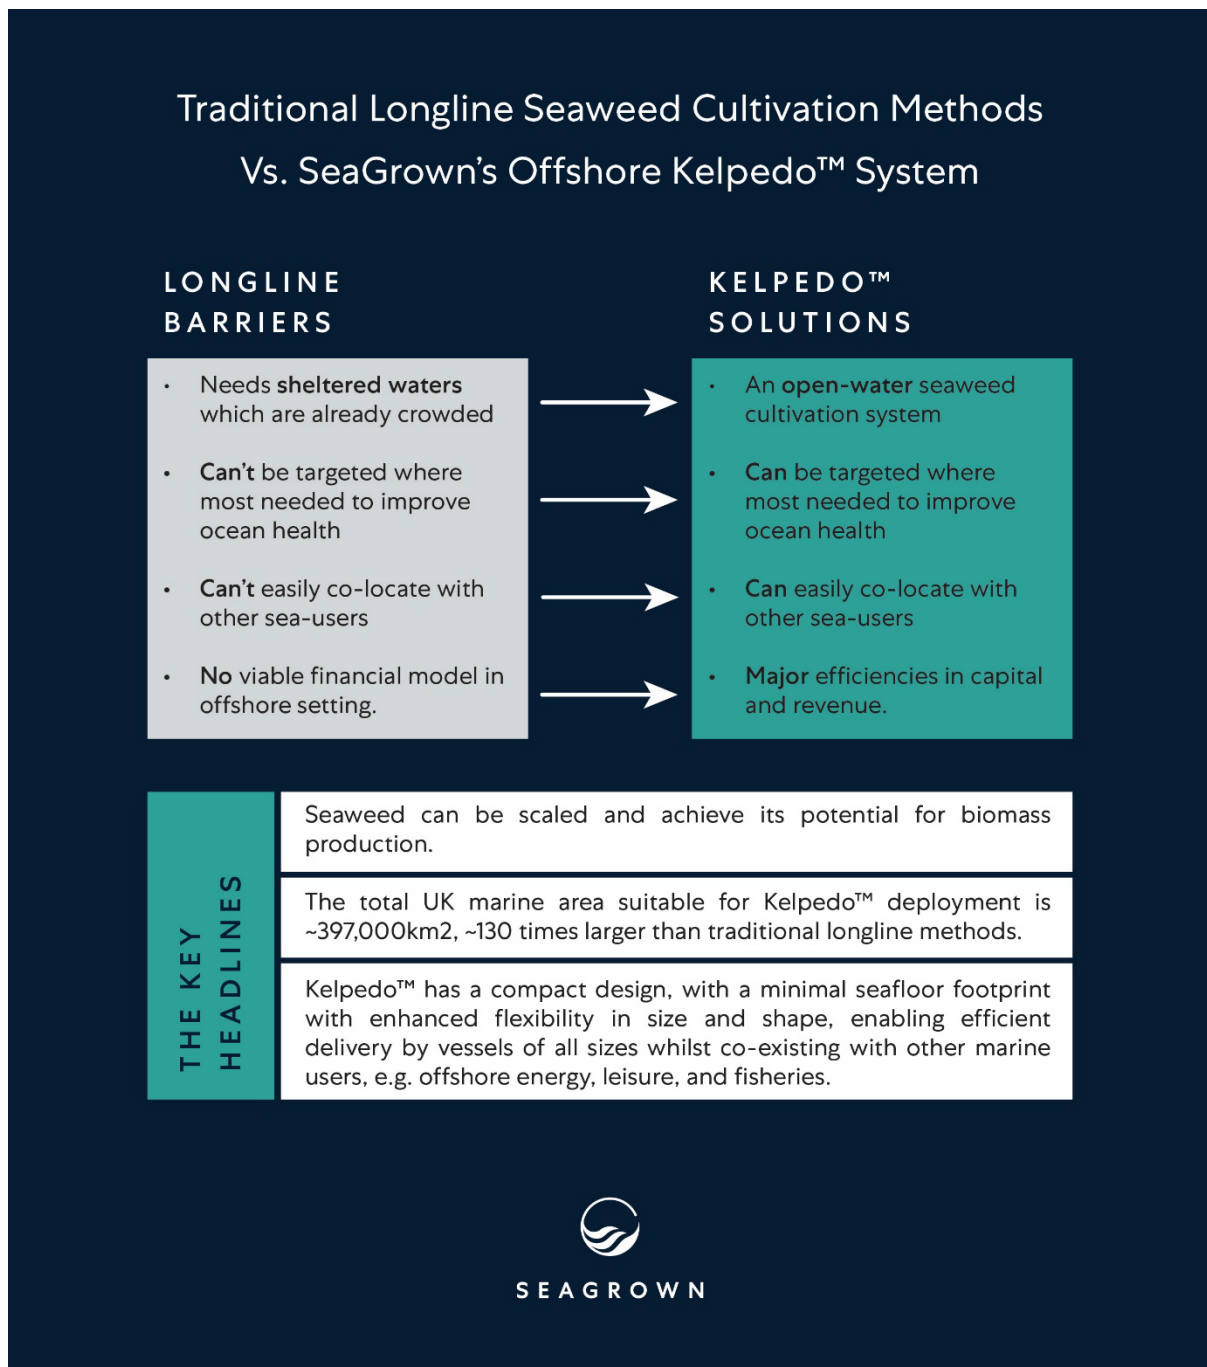 Traditional Longline Seaweed Cultivation Methods
Vs. SeaGrown's Offshore Kelpedo™ System
LONGLINE
BARRIERS
• Needs sheltered waters
which are already crowded
• Can't be targeted where
most needed to improve
ocean health
• Can't easily co-locate with
other sea-users
• No viable financial model in
offshore setting.
KELPEDO™
SOLUTIONS
• An open-water seaweed
cultivation system
• Can be targeted where
most needed to improve
ocean health
• Can easily co-locate with
other sea-users
• Major efficiencies in capital
and revenue.
THE KEY
HEADLINES
Seaweed can be scaled and achieve its potential for biomass
production.
The total UK marine area suitable for Kelpedo™ deployment is
~397,000km2, ~130 times larger than traditional longline methods.
Kelpedo™ has a compact design, with a minimal seafloor footprint
with enhanced flexibility in size and shape, enabling efficient
delivery by vessels of all sizes whilst co-existing with other marine
users, e.g. offshore energy, leisure, and fisheries.
SEAGROWN